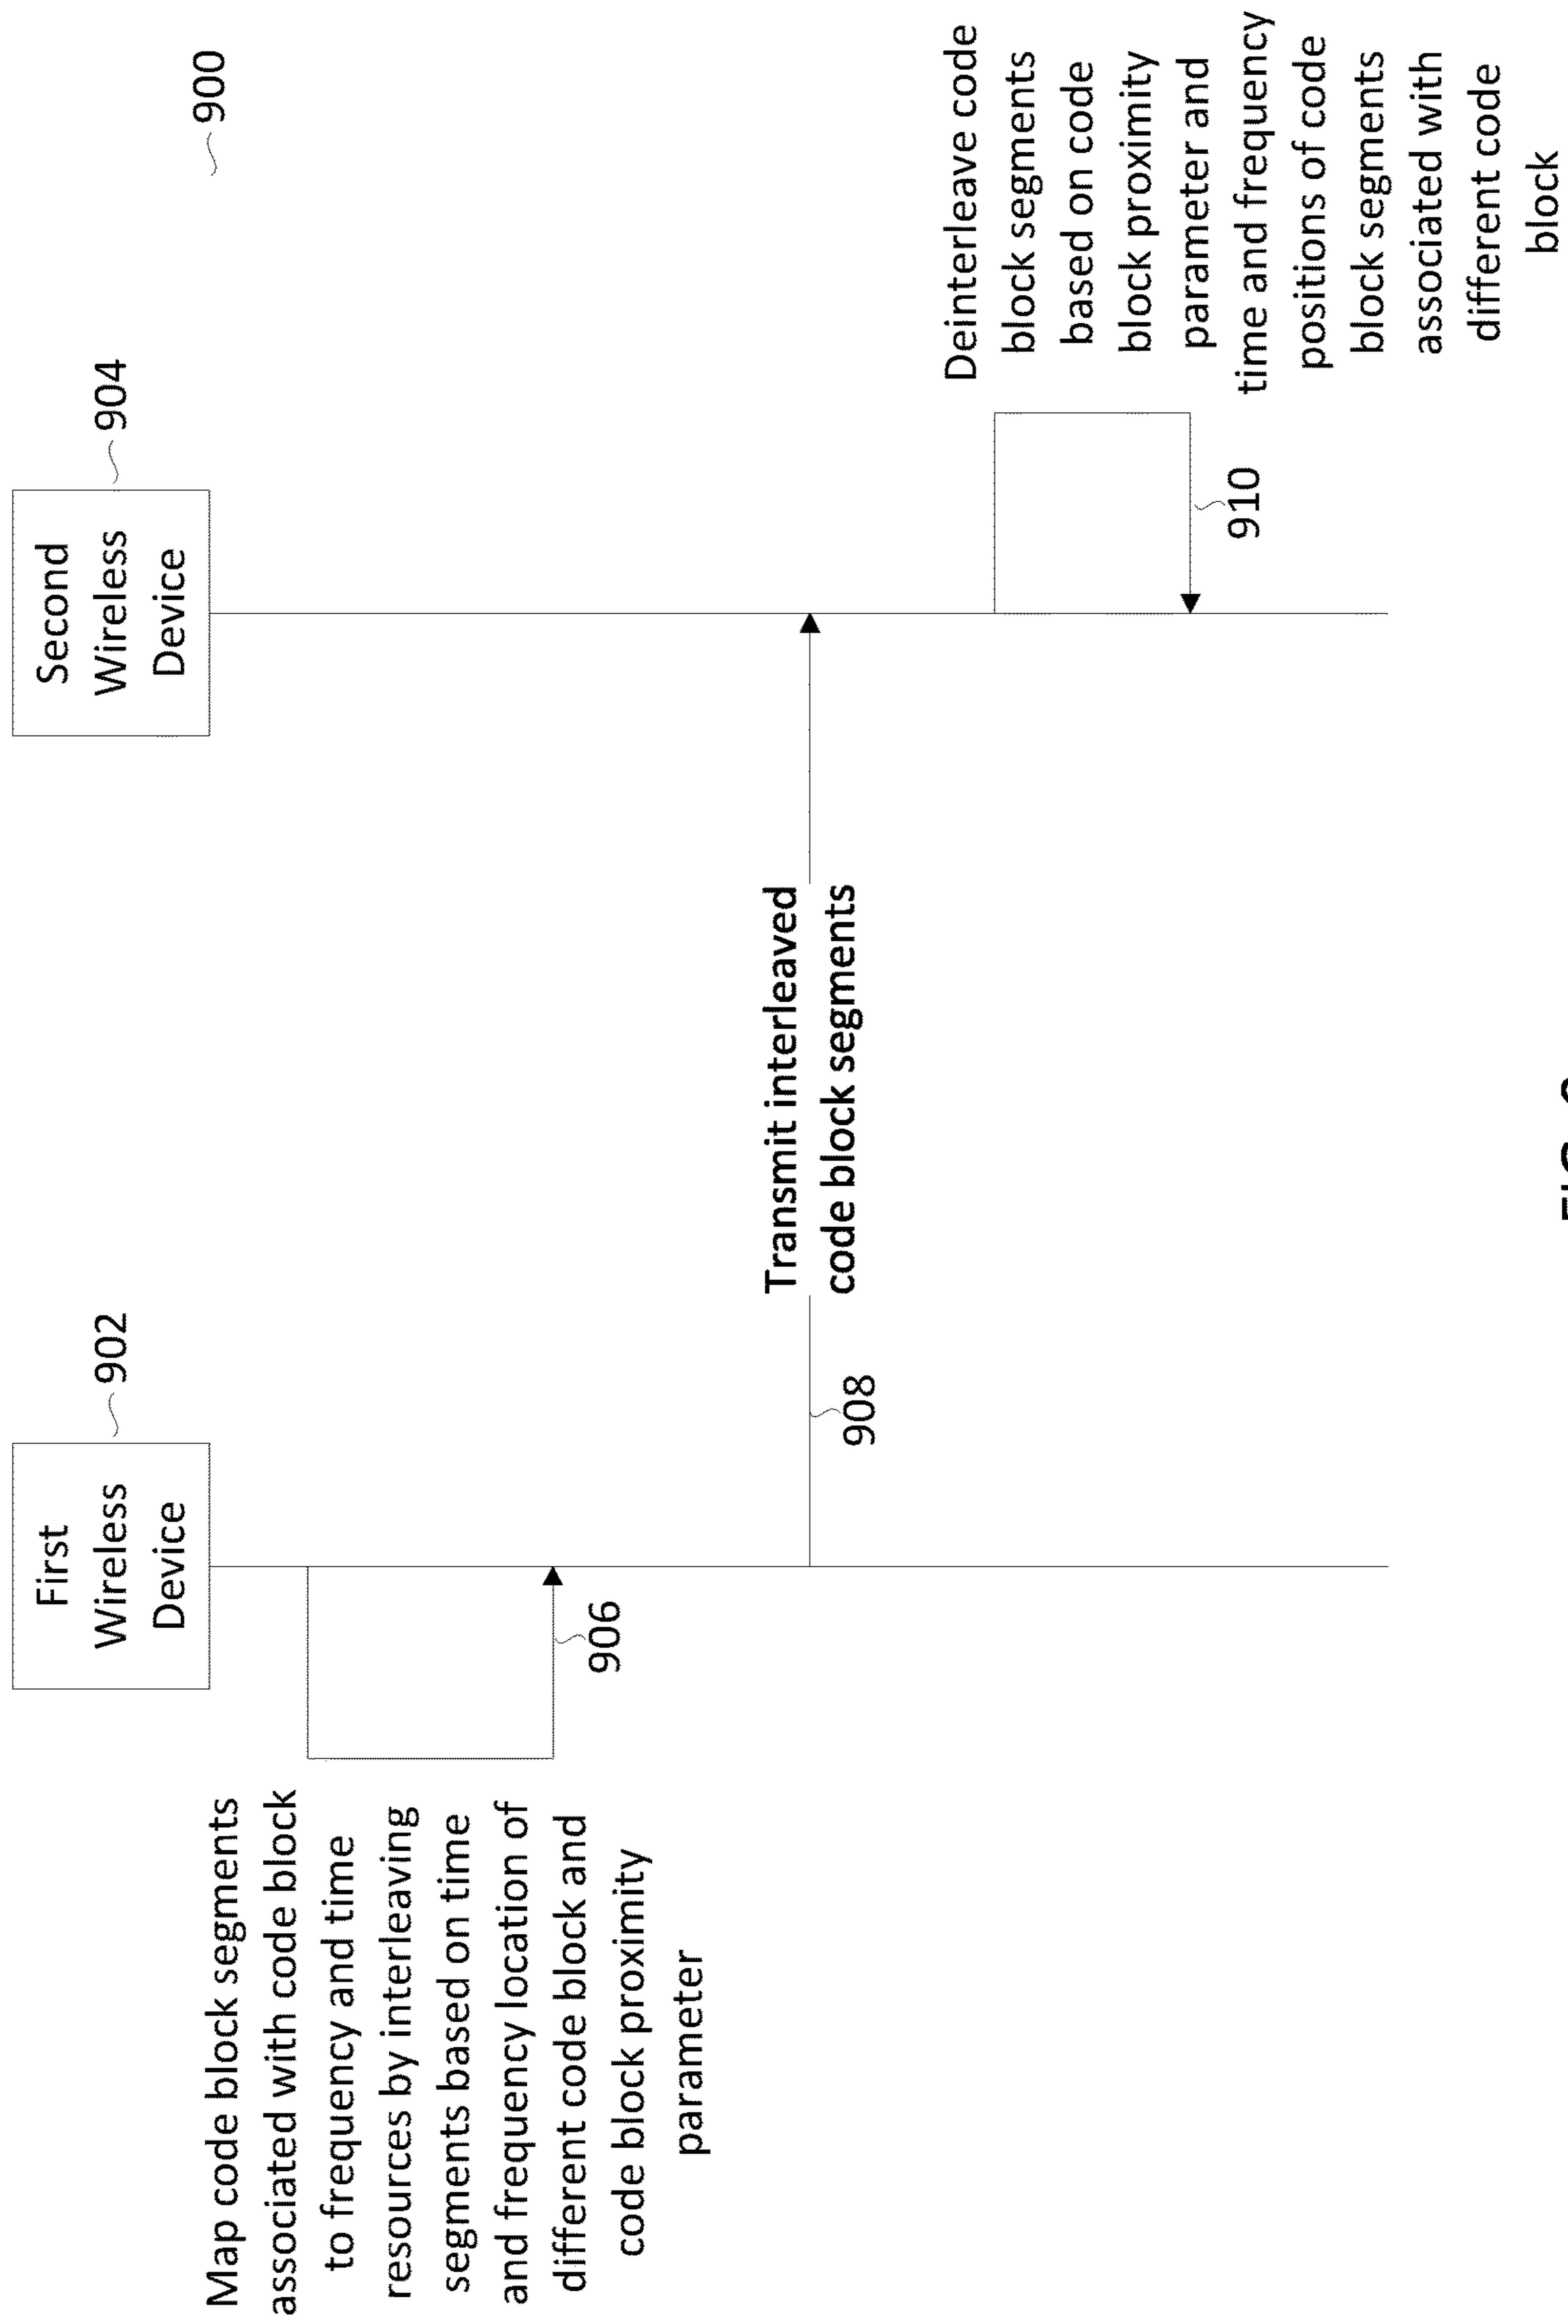 900
First
Wireless
Device
902
Second
Wireless
Device
904
Map code block segments
associated with code block
to frequency and time
resources by interleaving
segments based on time
and frequency location of
different code block and
code block proximity
parameter
906
Transmit interleaved
code block segments
908
Deinterleave code
block segments
based on code
block proximity
parameter and
time and frequency
positions of code
block segments
associated with
different code
block
910